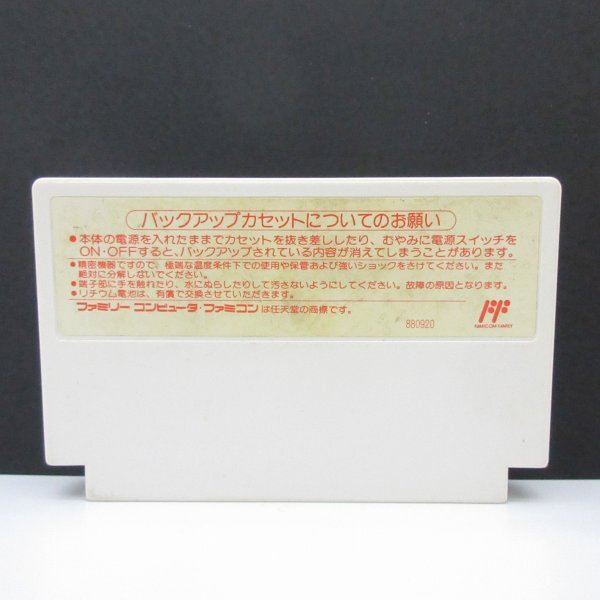 バックアップカセットについてのお願い
●本体の電源を入れたままでカセットを抜き差ししたり、むやみに電源スイッチを
ON・OFFすると、バックアップされている内容が消えてしまうことがあります。
●精密機器ですので、極端な温度条件下での使用や保管および強いショックをさけてください。また
絶対に分解しないでください。
●端子部に手を触れたり、水にぬらしたりして汚さないようにしてください。故障の原因となります。
●リチウム電池は、有償で交換させていただきます。
ファミリー コンピュータ・ファミコンは任天堂の商標です。
880920
FAMICOM FAMILY